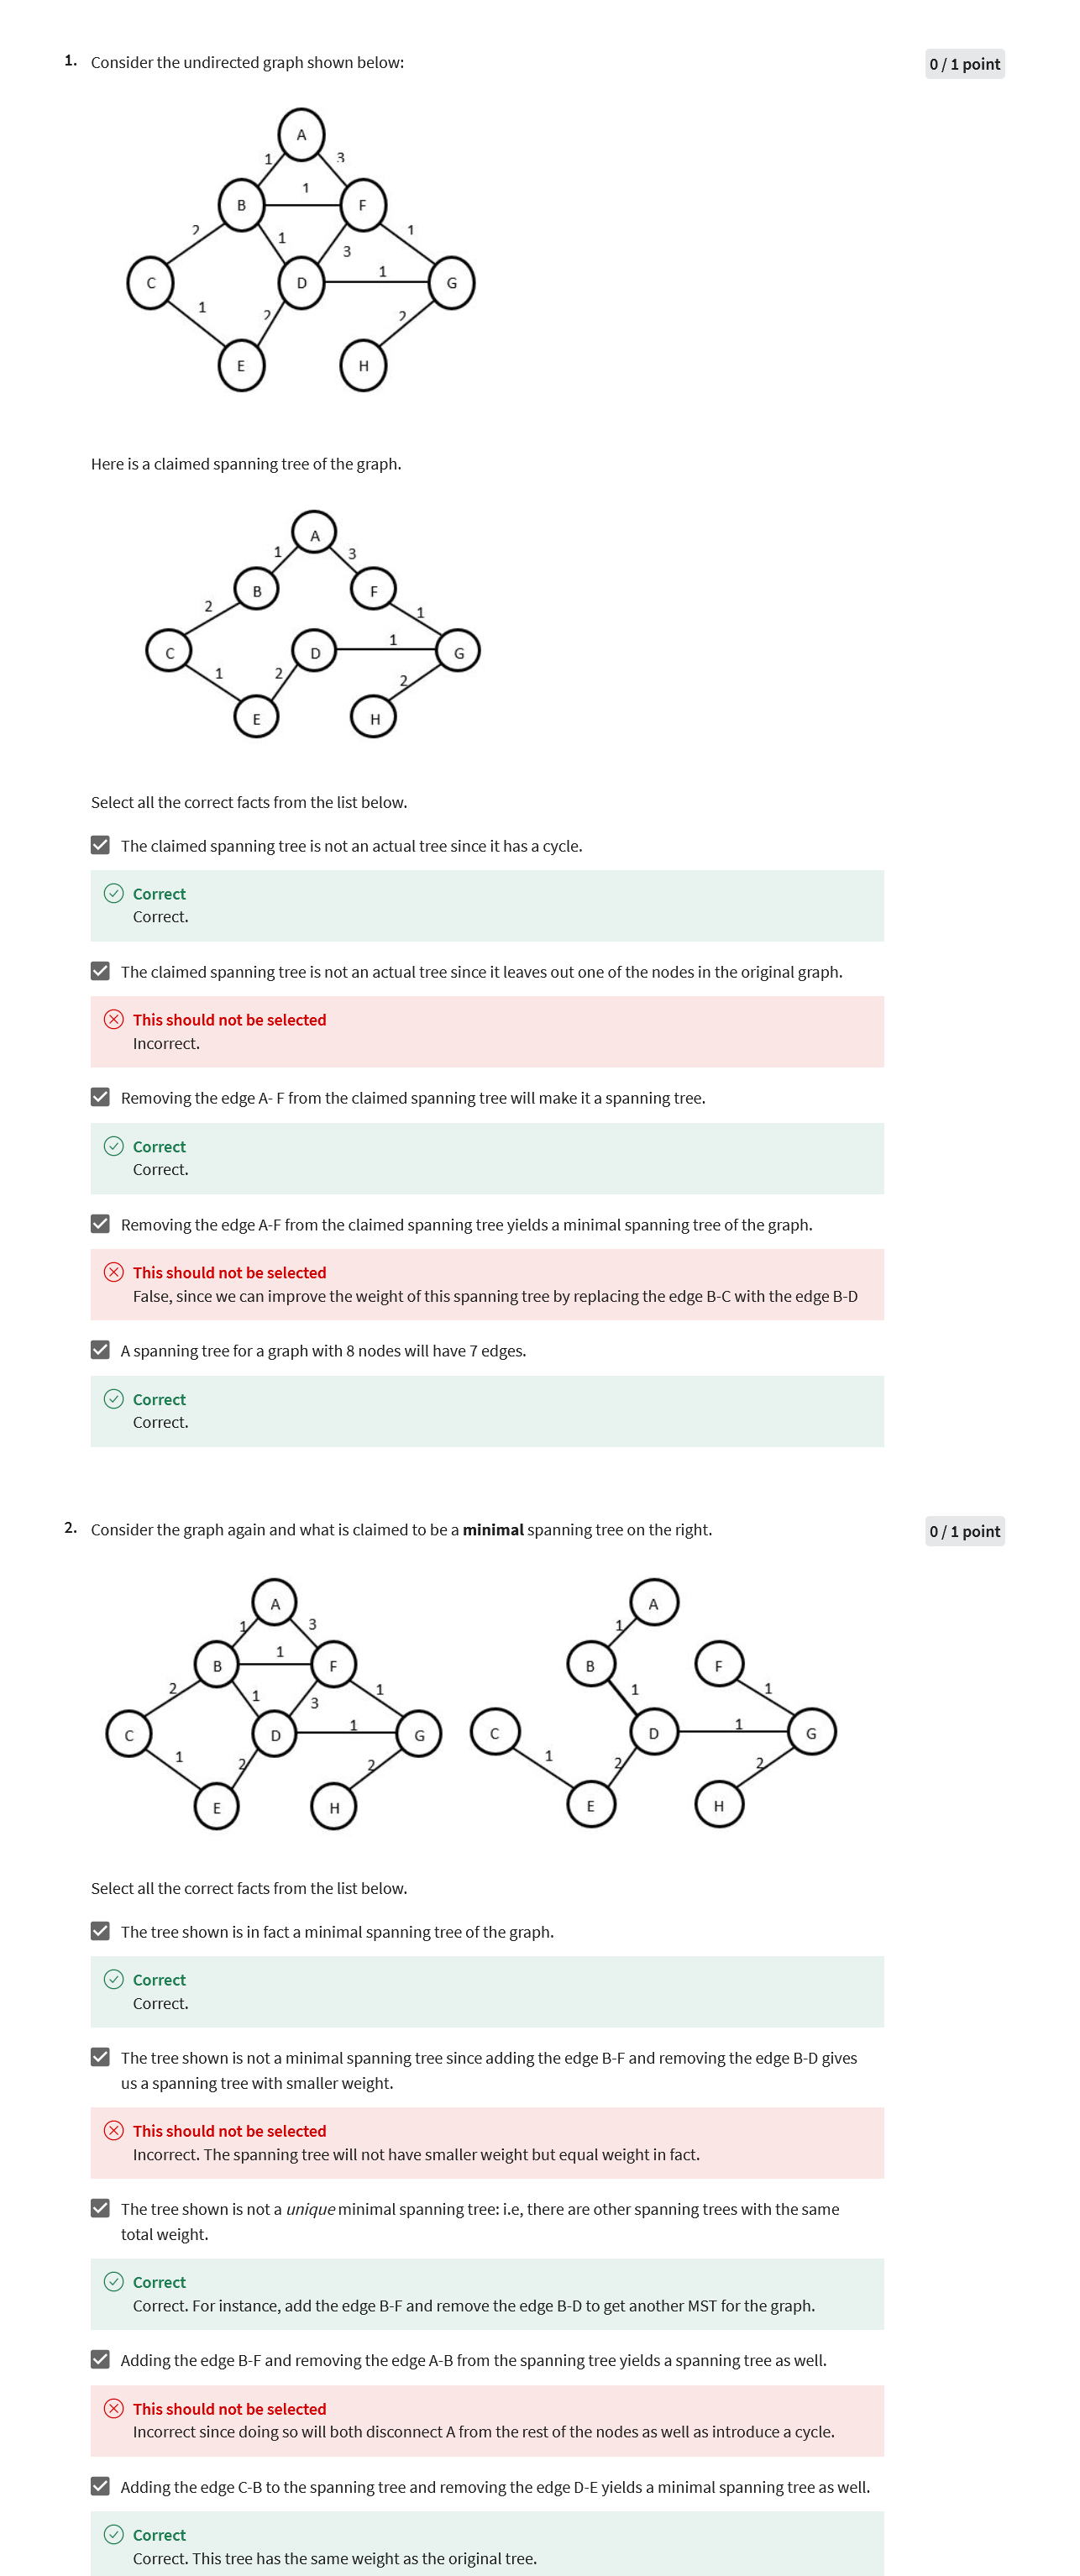 1. Consider the undirected graph shown below:
0 / 1 point
A
1 3
1
B F
2 1 1
3
1
C D G
1 2 2
E H
Here is a claimed spanning tree of the graph.
A
1 3
B F
2 1
1
C D G
1 2 2
E H
Select all the correct facts from the list below.
The claimed spanning tree is not an actual tree since it has a cycle.
Correct
Correct.
The claimed spanning tree is not an actual tree since it leaves out one of the nodes in the original graph.
This should not be selected
Incorrect.
Removing the edge A- F from the claimed spanning tree will make it a spanning tree.
Correct
Correct.
Removing the edge A-F from the claimed spanning tree yields a minimal spanning tree of the graph.
This should not be selected
False, since we can improve the weight of this spanning tree by replacing the edge B-C with the edge B-D
A spanning tree for a graph with 8 nodes will have 7 edges.
Correct
Correct.
2. Consider the graph again and what is claimed to be a minimal spanning tree on the right.
0 / 1 point
A
1 3
1
B F
2 1 3 1
1
C D G
1 2 2
E H
A
1
B F
1 1
1
C D G
1 2 2
E H
Select all the correct facts from the list below.
The tree shown is in fact a minimal spanning tree of the graph.
Correct
Correct.
The tree shown is not a minimal spanning tree since adding the edge B-F and removing the edge B-D gives
us a spanning tree with smaller weight.
This should not be selected
Incorrect. The spanning tree will not have smaller weight but equal weight in fact.
The tree shown is not a unique minimal spanning tree: i.e, there are other spanning trees with the same
total weight.
Correct
Correct. For instance, add the edge B-F and remove the edge B-D to get another MST for the graph.
Adding the edge B-F and removing the edge A-B from the spanning tree yields a spanning tree as well.
This should not be selected
Incorrect since doing so will both disconnect A from the rest of the nodes as well as introduce a cycle.
Adding the edge C-B to the spanning tree and removing the edge D-E yields a minimal spanning tree as well.
Correct
Correct. This tree has the same weight as the original tree.